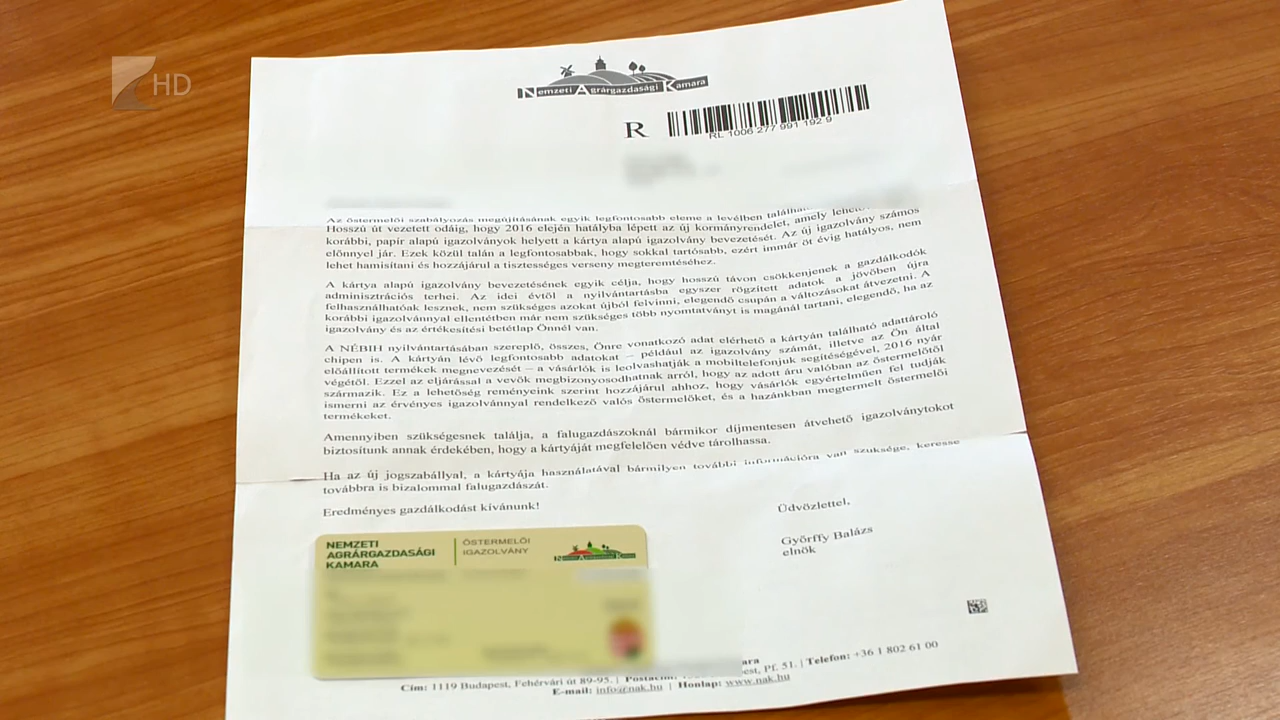 HD
Nemzeti Agrárgazdasági Kamara
R
RL 1006 277 991 192 9
Az őstermelői szabályozás megújításának egyik legfontosabb eleme a levélben
Hosszú út vezetett odáig, hogy 2016 elején hatályba lépett az új kormányrendelet, amely
korábbi, papír alapú igazolványok helyett a kártya alapú igazolvány bevezetését. Az új igazolvány számos
előnnyel jár. Ezek közül talán a legfontosabbak, hogy sokkal tartósabb, ezért immár öt évig hatályos, nem
lehet hamisítani és hozzájárul a tisztességes verseny megteremtéséhez.
A kártya alapú igazolvány bevezetésének egyik célja, hogy hosszú távon csökkenjenek a gazdálkodók
adminisztrációs terhei. Az idei évtől a nyilvántartásba egyszer rögzített adatok a jövőben újra
felhasználhatóak lesznek, nem szükséges azokat újból felvinni, elegendő csupán a változásokat átvezetni. A
korábbi igazolvánnyal ellentétben már nem szükséges több nyomtatványt is magánál tartani, elegendő, ha az
igazolvány és az értékesítési betétlap Önnél van.
A NÉBIH nyilvántartásában szereplő, összes, Önre vonatkozó adat elérhető a kártyán található adattároló
chipen is. A kártyán lévő legfontosabb adatokat – például az igazolvány számát, illetve az Ön által
előállított termékek megnevezését – a vásárlók is leolvashatják a mobiltelefonjuk segítségével, 2016 nyár
végétől. Ezzel az eljárással a vevők megbizonyosodhatnak arról, hogy az adott áru valóban az őstermelőtől
származik. Ez a lehetőség reményeink szerint hozzájárul ahhoz, hogy vásárlók egyértelműen fel tudják
ismerni az érvényes igazolvánnyal rendelkező valós őstermelőket, és a hazánkban megtermelt őstermelői
termékeket.
Amennyiben szükségesnek találja, a falugazdászoknál bármikor díjmentesen átvehető igazolványtokot
biztosítunk annak érdekében, hogy a kártyáját megfelelően védve tárolhassa.
Ha az új jogszabállyal, a kártyája használatával bármilyen további információra van szüksége, keresse
továbbra is bizalommal falugazdászát.
Eredményes gazdálkodást kívánunk!
Üdvözlettel,
Győrffy Balázs
elnök
NEMZETI
AGRÁRGAZDASÁGI
KAMARA
ŐSTERMELŐI
IGAZOLVÁNY
Nemzeti Agrárgazdasági Kamara
Cím: 1119 Budapest, Fehérvári út 89-95. | Pf. 51. | Telefon: +36 1 802 61 00
E-mail: info@nak.hu | Honlap: www.nak.hu